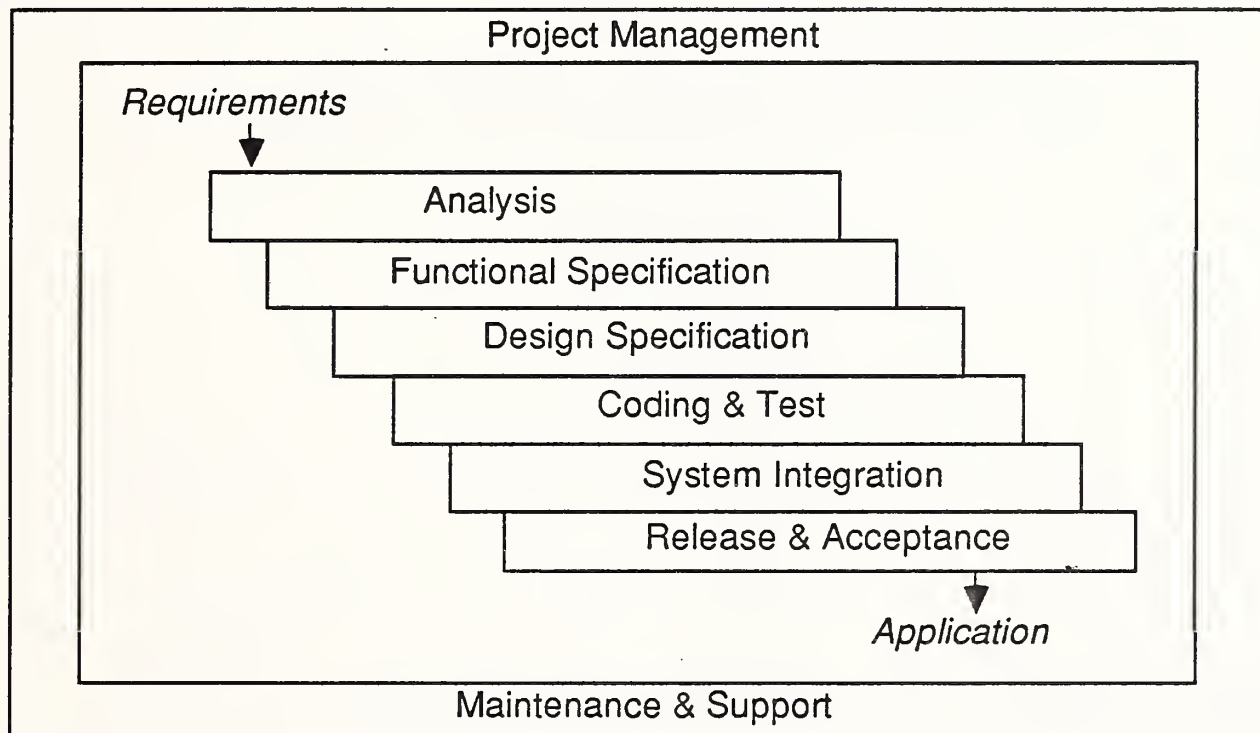 Project Management
Requirements
Analysis
Functional Specification
Design Specification
Coding & Test
System Integration
Release & Acceptance
Application
Maintenance & Support